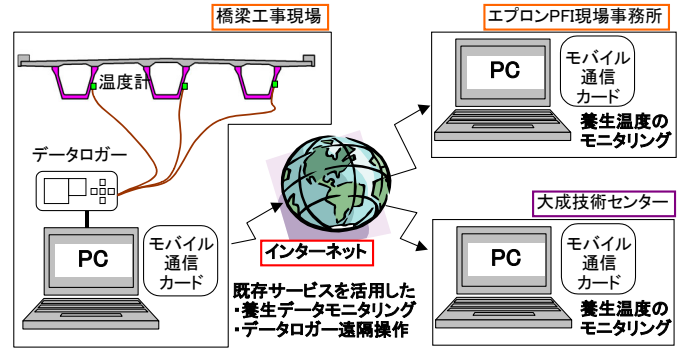 橋梁工事現場
温度計
データロガー
PC
モバイル
通信
カード
インターネット
既存サービスを活用した
・養生データモニタリング
・データロガー遠隔操作
エプロンPFI現場事務所
PC
モバイル
通信
カード
養生温度の
モニタリング
大成技術センター
PC
モバイル
通信
カード
養生温度の
モニタリング